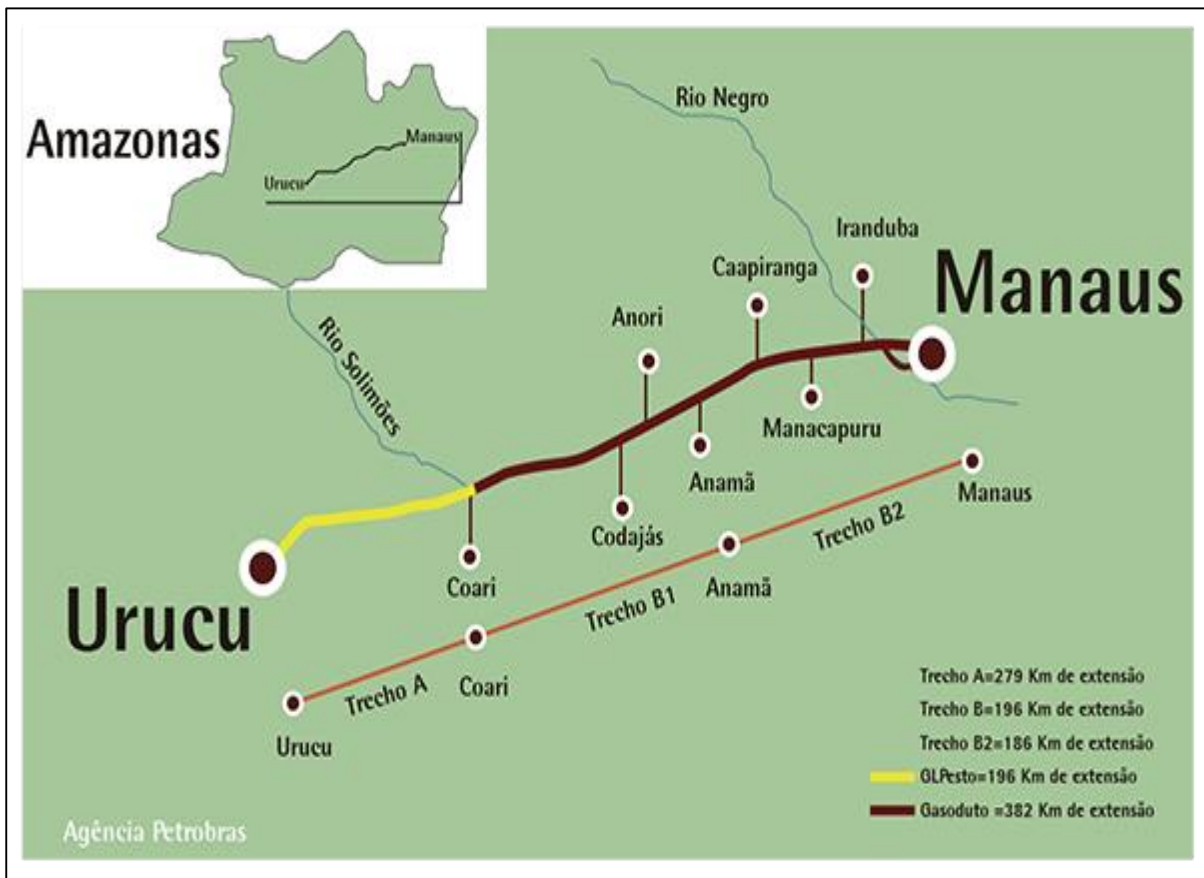 Amazonas
Manaus
Urucu
Rio Negro
Rio Solimões
Iranduba
Caapiranga
Manaus
Anori
Manacapuru
Anamã
Codajás
Coari
Urucu
Manaus
Trecho B2
Anamã
Trecho B1
Coari
Trecho A
Urucu
Trecho A=279 Km de extensão
Trecho B=196 Km de extensão
Trecho B2=186 Km de extensão
GLPesto=196 Km de extensão
Gasoduto =382 Km de extensão
Agência Petrobras